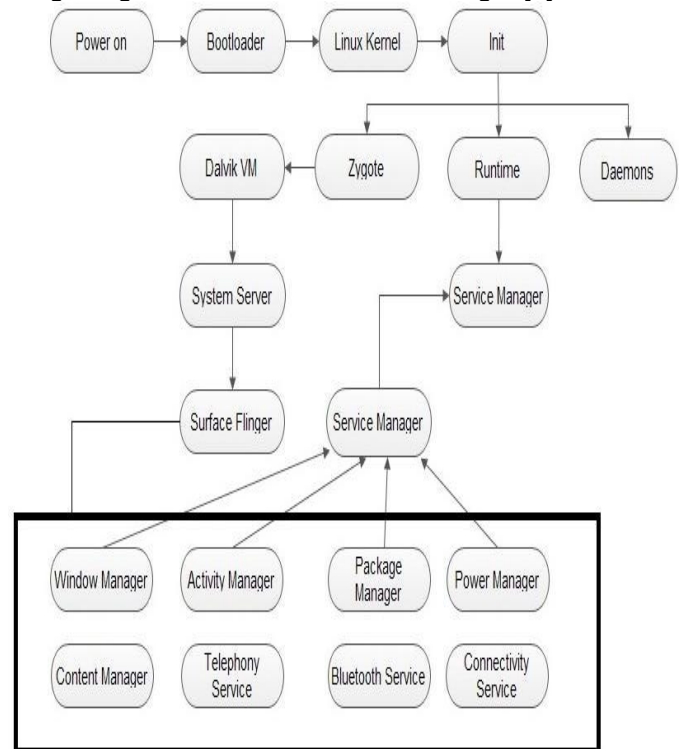 Power on
Bootloader
Linux Kernel
Init
Dalvik VM
Zygote
Runtime
Daemons
System Server
Service Manager
Surface Flinger
Service Manager
Window Manager
Activity Manager
Package
Manager
Power Manager
Content Manager
Telephony
Service
Bluetooth Service
Connectivity
Service